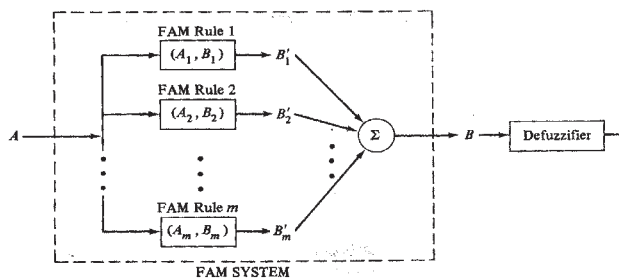 FAM Rule 1
(A₁, B₁)
B′₁
FAM Rule 2
(A₂, B₂)
B′₂
A
Σ
B
Defuzzifier
FAM Rule m
(Aₘ, Bₘ)
B′ₘ
FAM SYSTEM